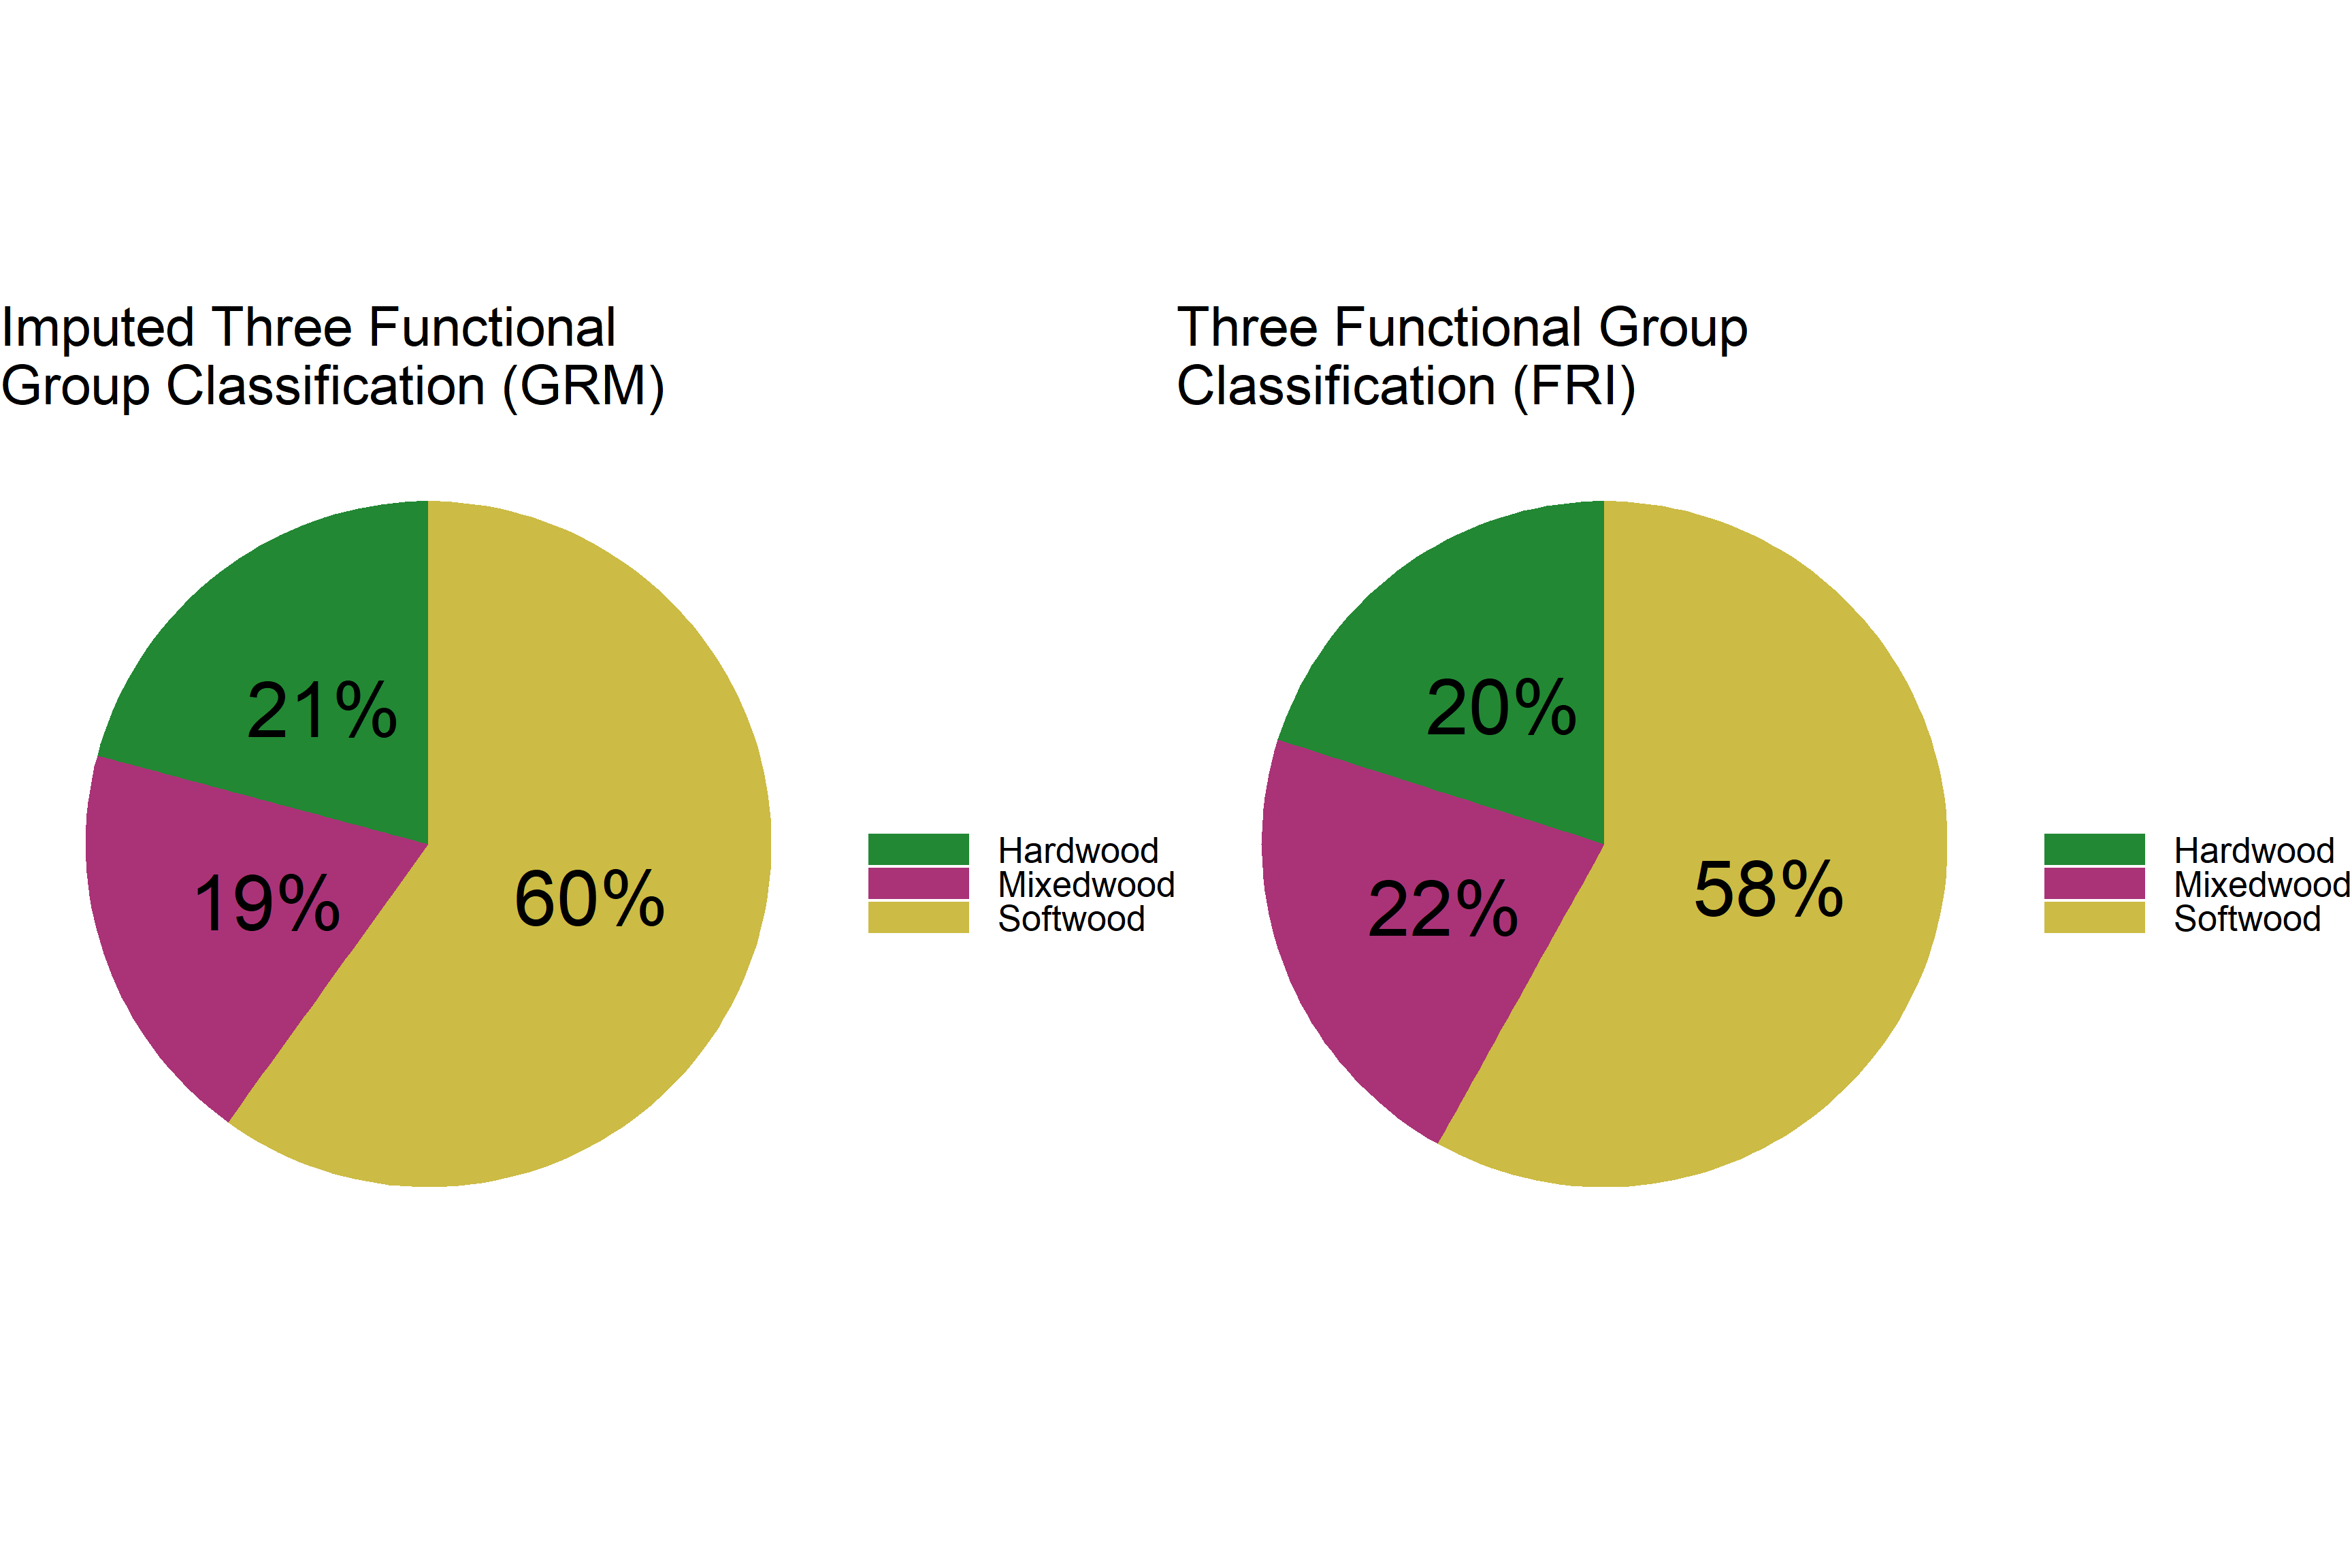 Imputed Three Functional
Group Classification (GRM)
21%
19%
60%
Hardwood
Mixedwood
Softwood
Three Functional Group
Classification (FRI)
20%
22%
58%
Hardwood
Mixedwood
Softwood